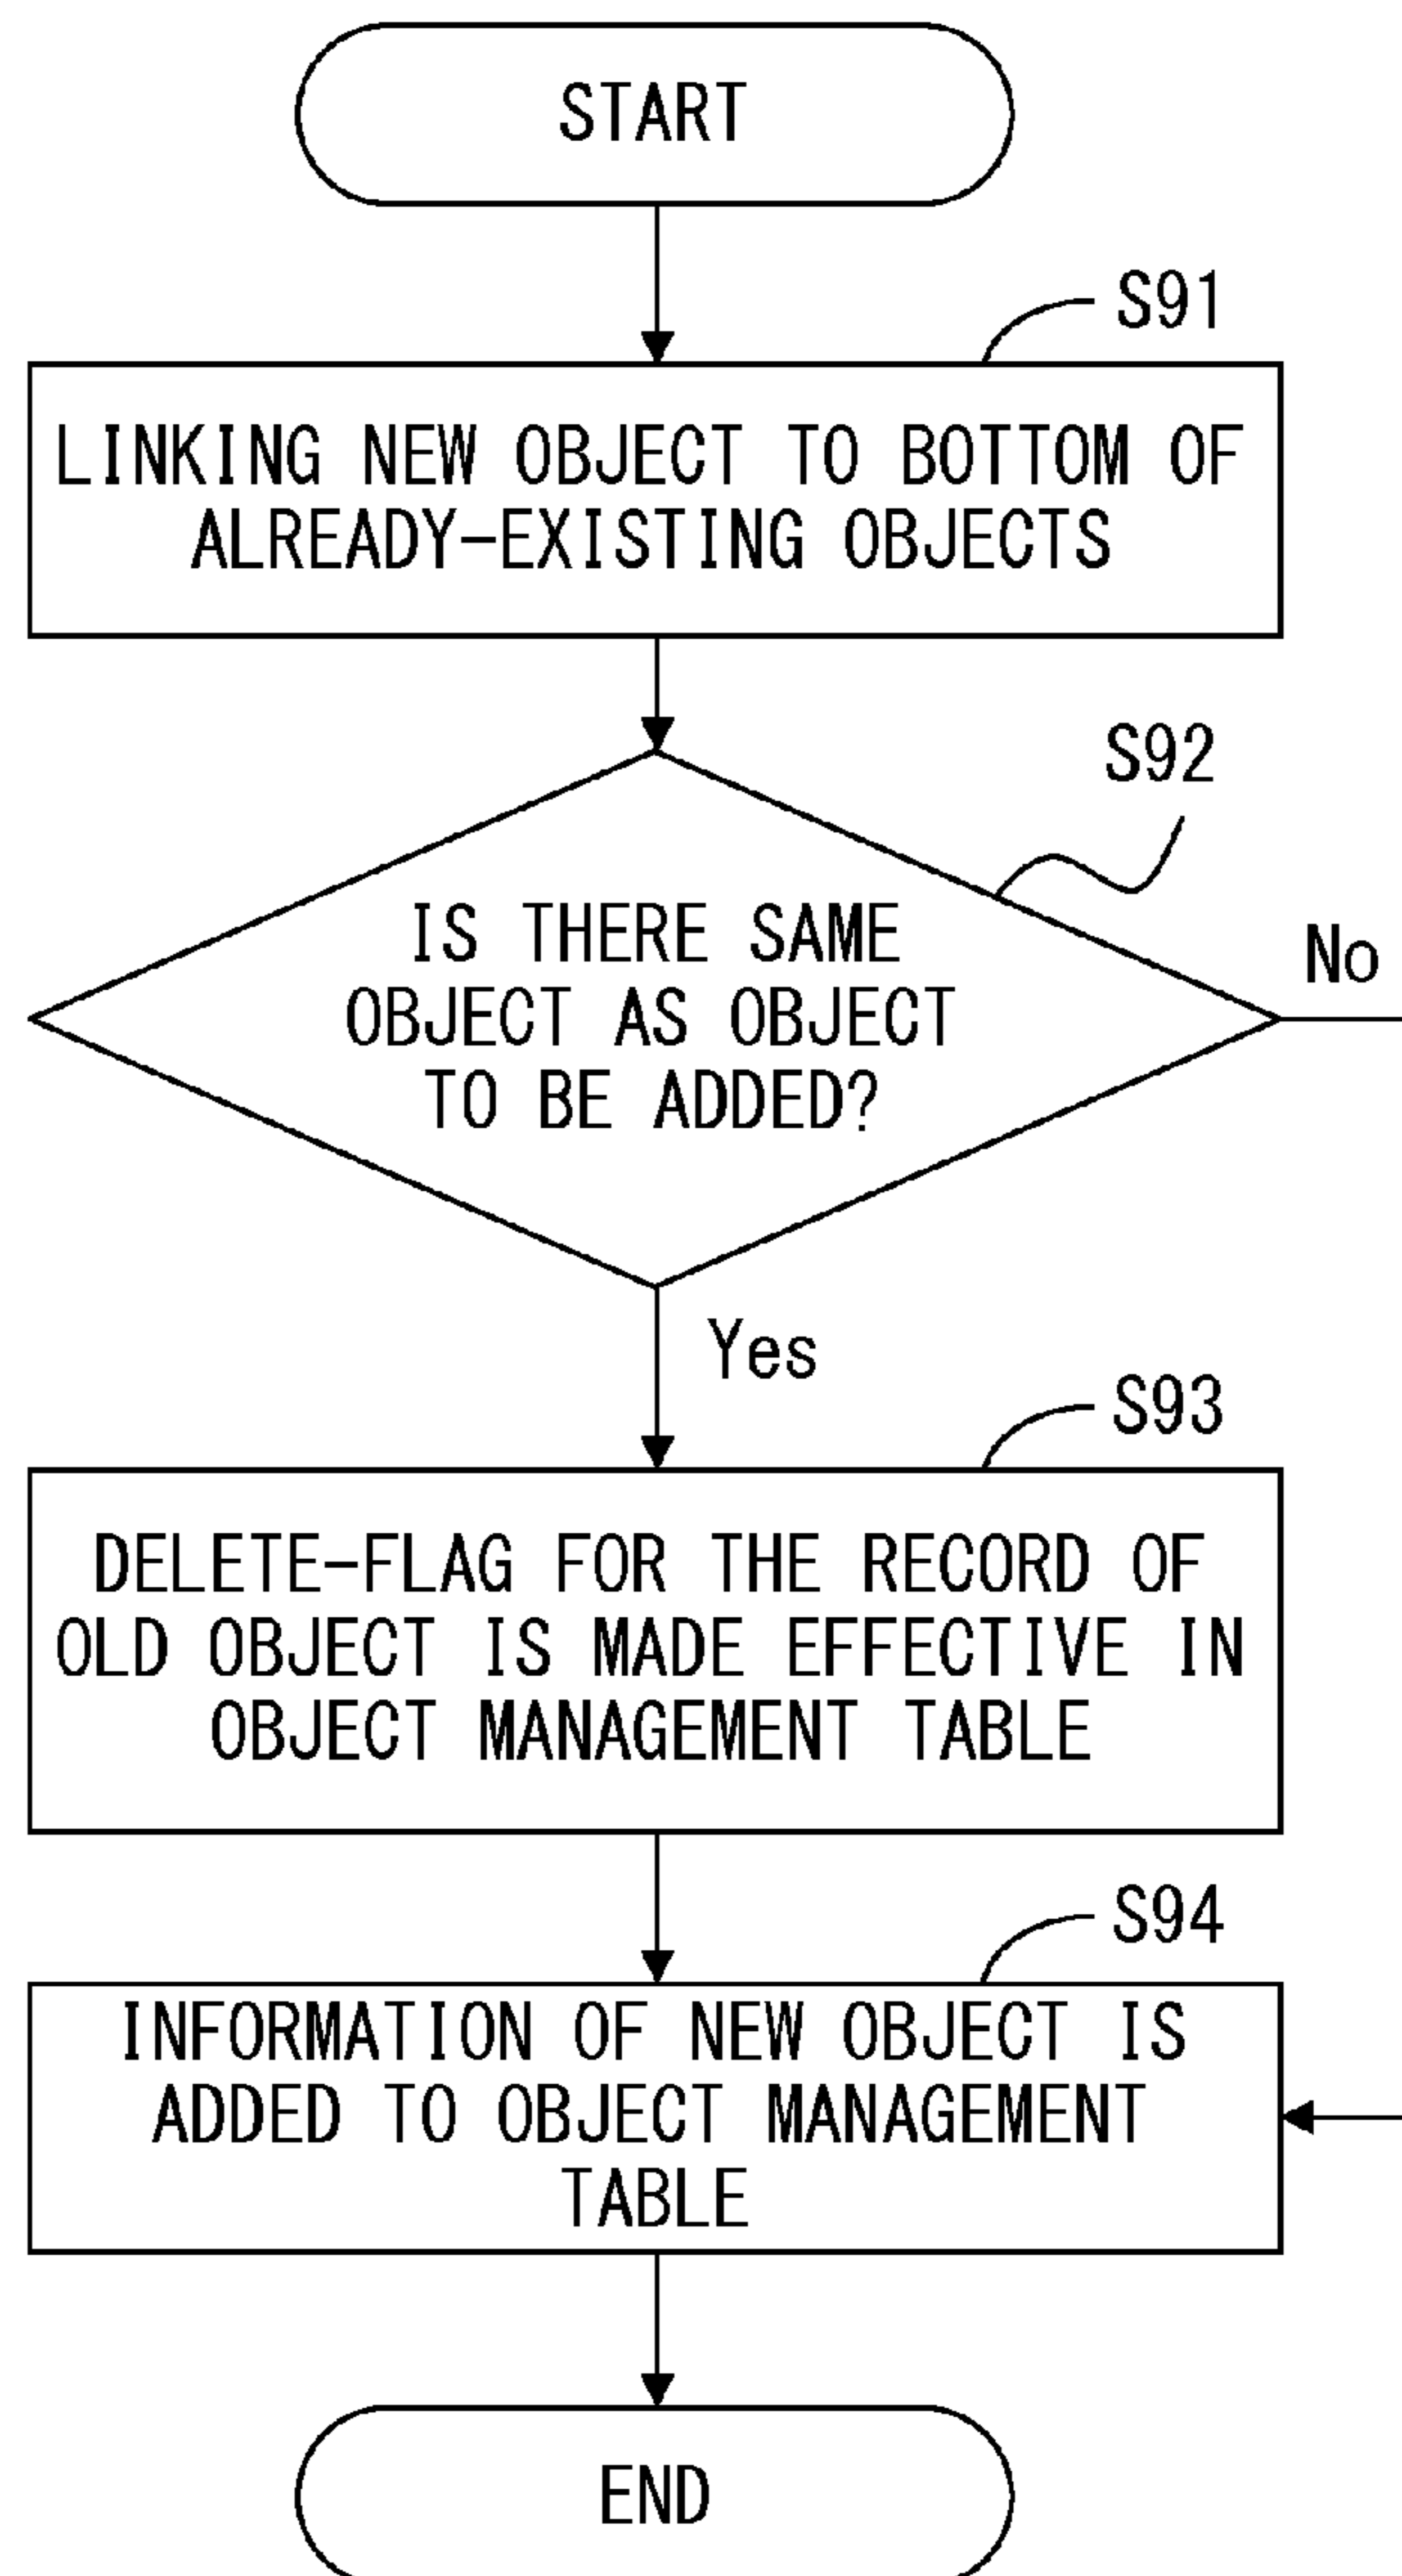 START
S91
LINKING NEW OBJECT TO BOTTOM OF
ALREADY-EXISTING OBJECTS
S92
IS THERE SAME
OBJECT AS OBJECT
TO BE ADDED?
No
Yes
S93
DELETE-FLAG FOR THE RECORD OF
OLD OBJECT IS MADE EFFECTIVE IN
OBJECT MANAGEMENT TABLE
S94
INFORMATION OF NEW OBJECT IS
ADDED TO OBJECT MANAGEMENT
TABLE
END